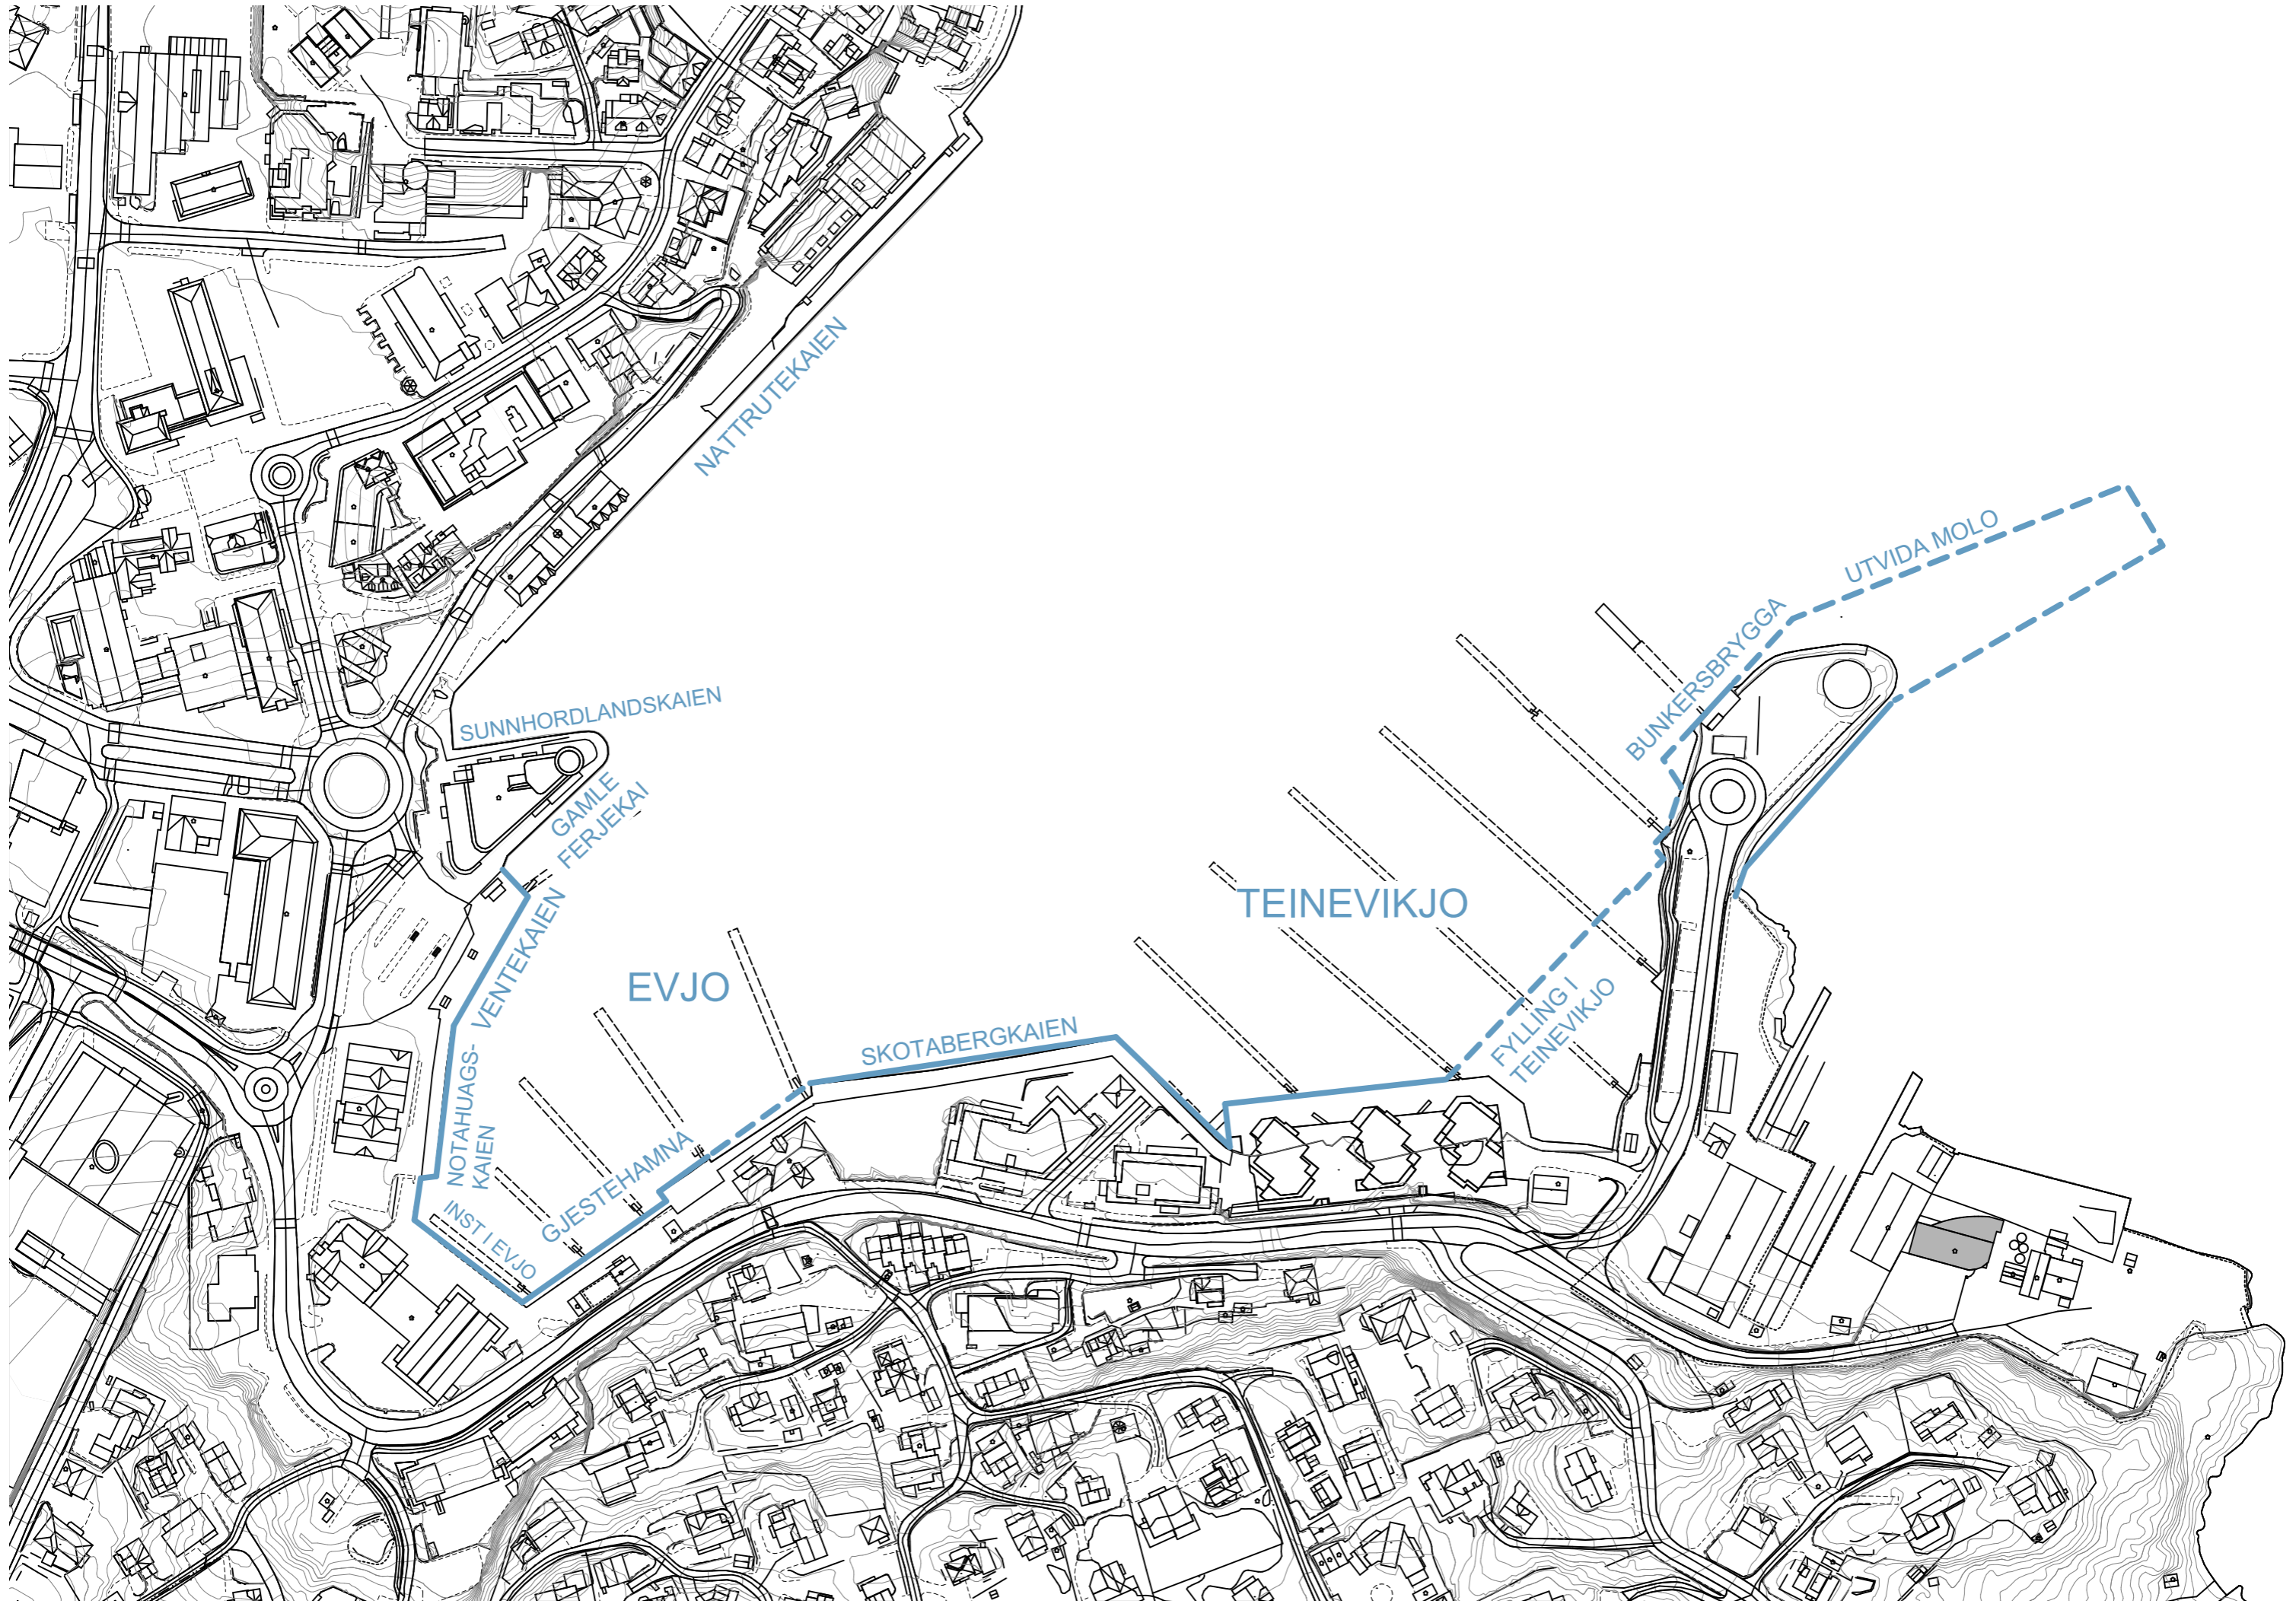 NATTRUTEKAIEN
UTVIDA MOLO
BUNKERSBRYGGA
SUNNHORDLANDSKAIEN
GAMLE
FERJEKAI
TEINEVIKJO
VENTEKAIEN
EVJO
FYLLING I
TEINEVIKJO
SKOTABERGKAIEN
NOTAHUAGS-
KAIEN
GJESTEHAMNA
INST I EVJO